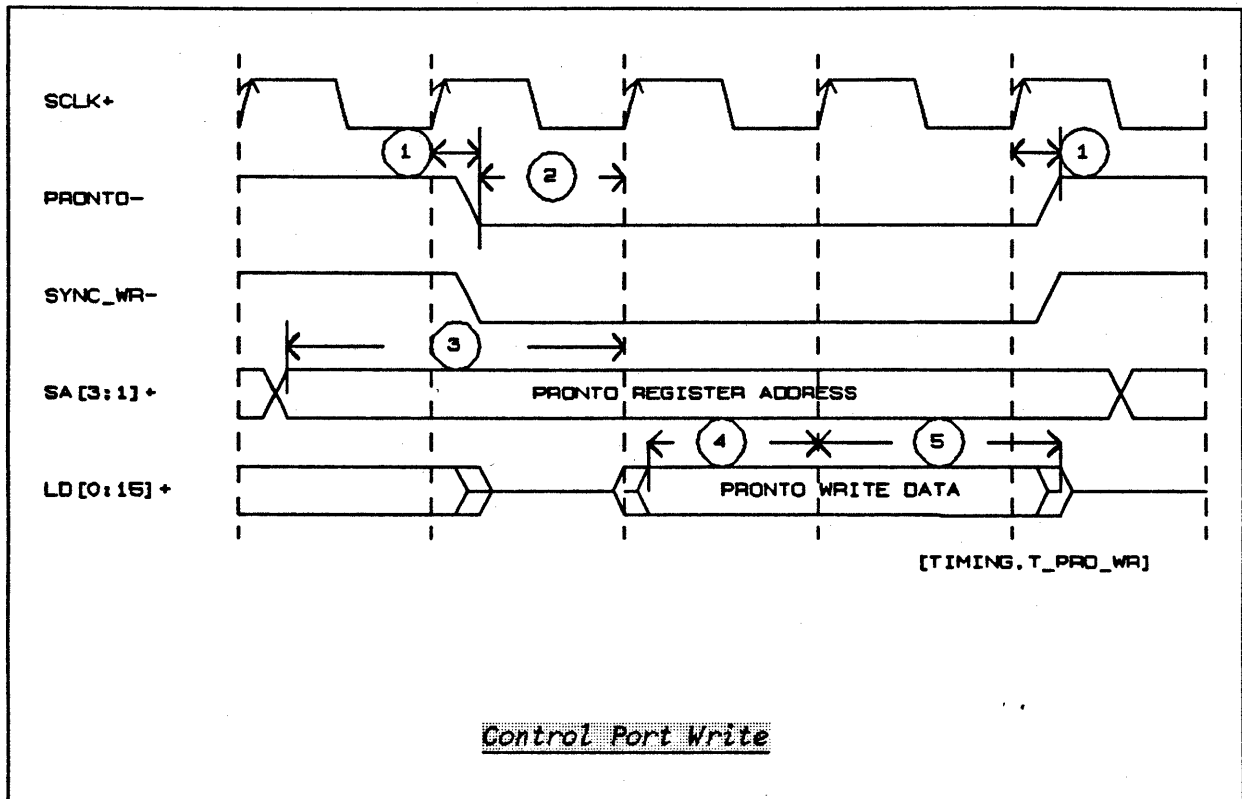 SCLK+
1
1
2
PRONTO-
SYNC_WR-
3
SA[3:1]+
PRONTO REGISTER ADDRESS
4
5
LD[0:15]+
PRONTO WRITE DATA
[TIMING.T_PRO_WR]
Control Port Write